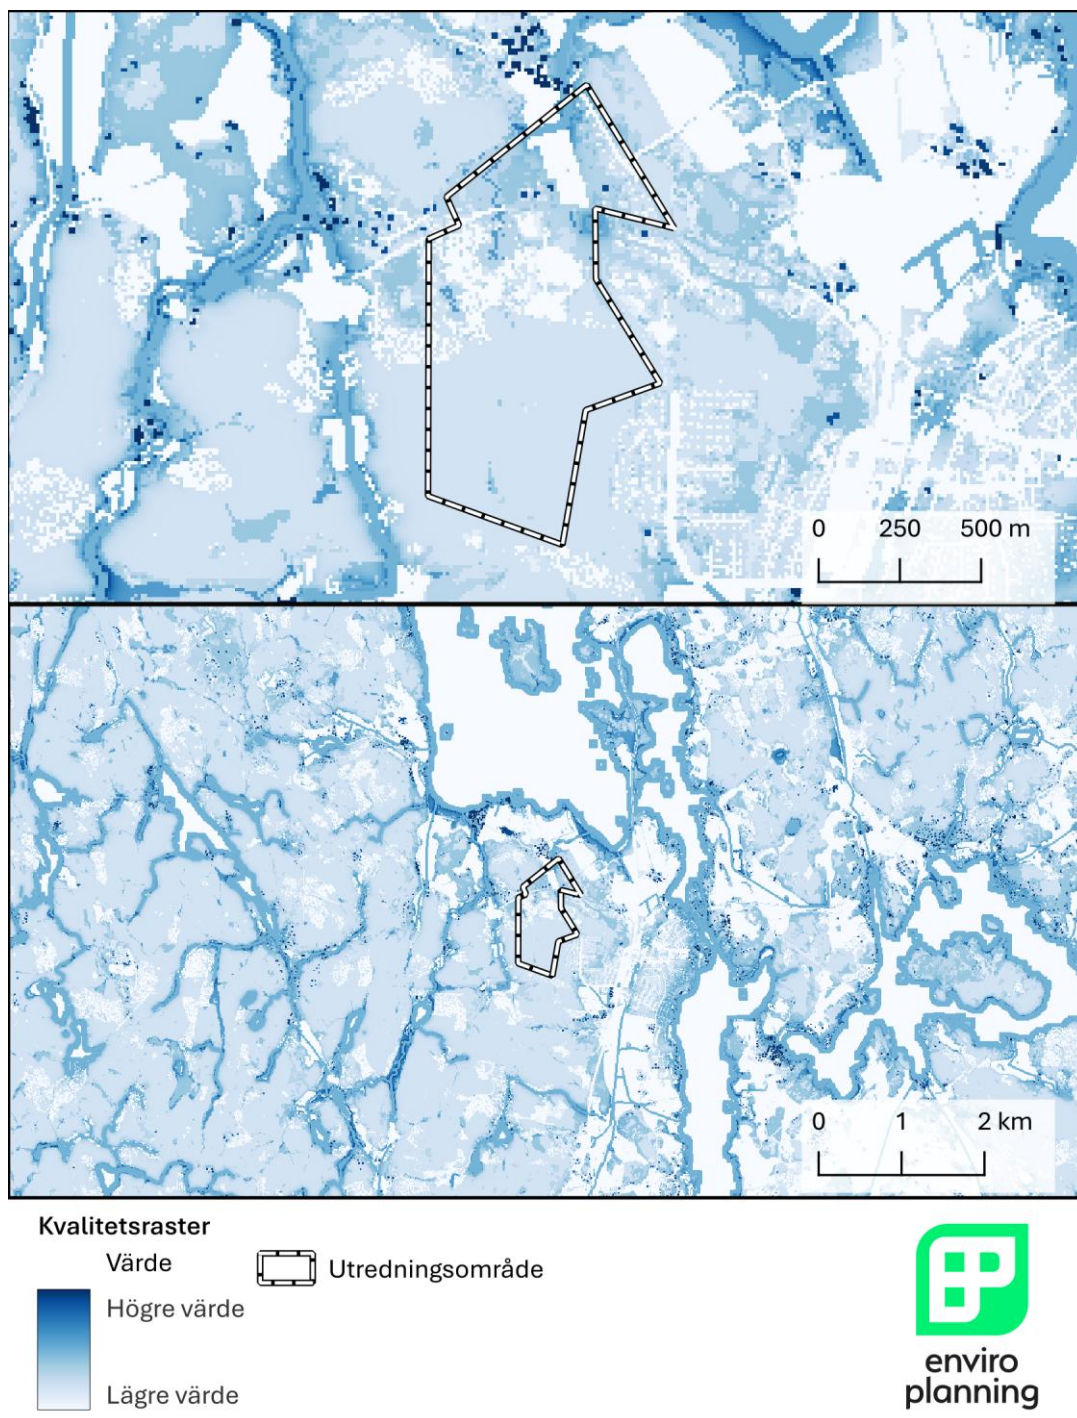 0 250 500 m
0 1 2 km
Kvalitetsraster
Värde
Utredningsområde
Högre värde
Lägre värde
enviro
planning